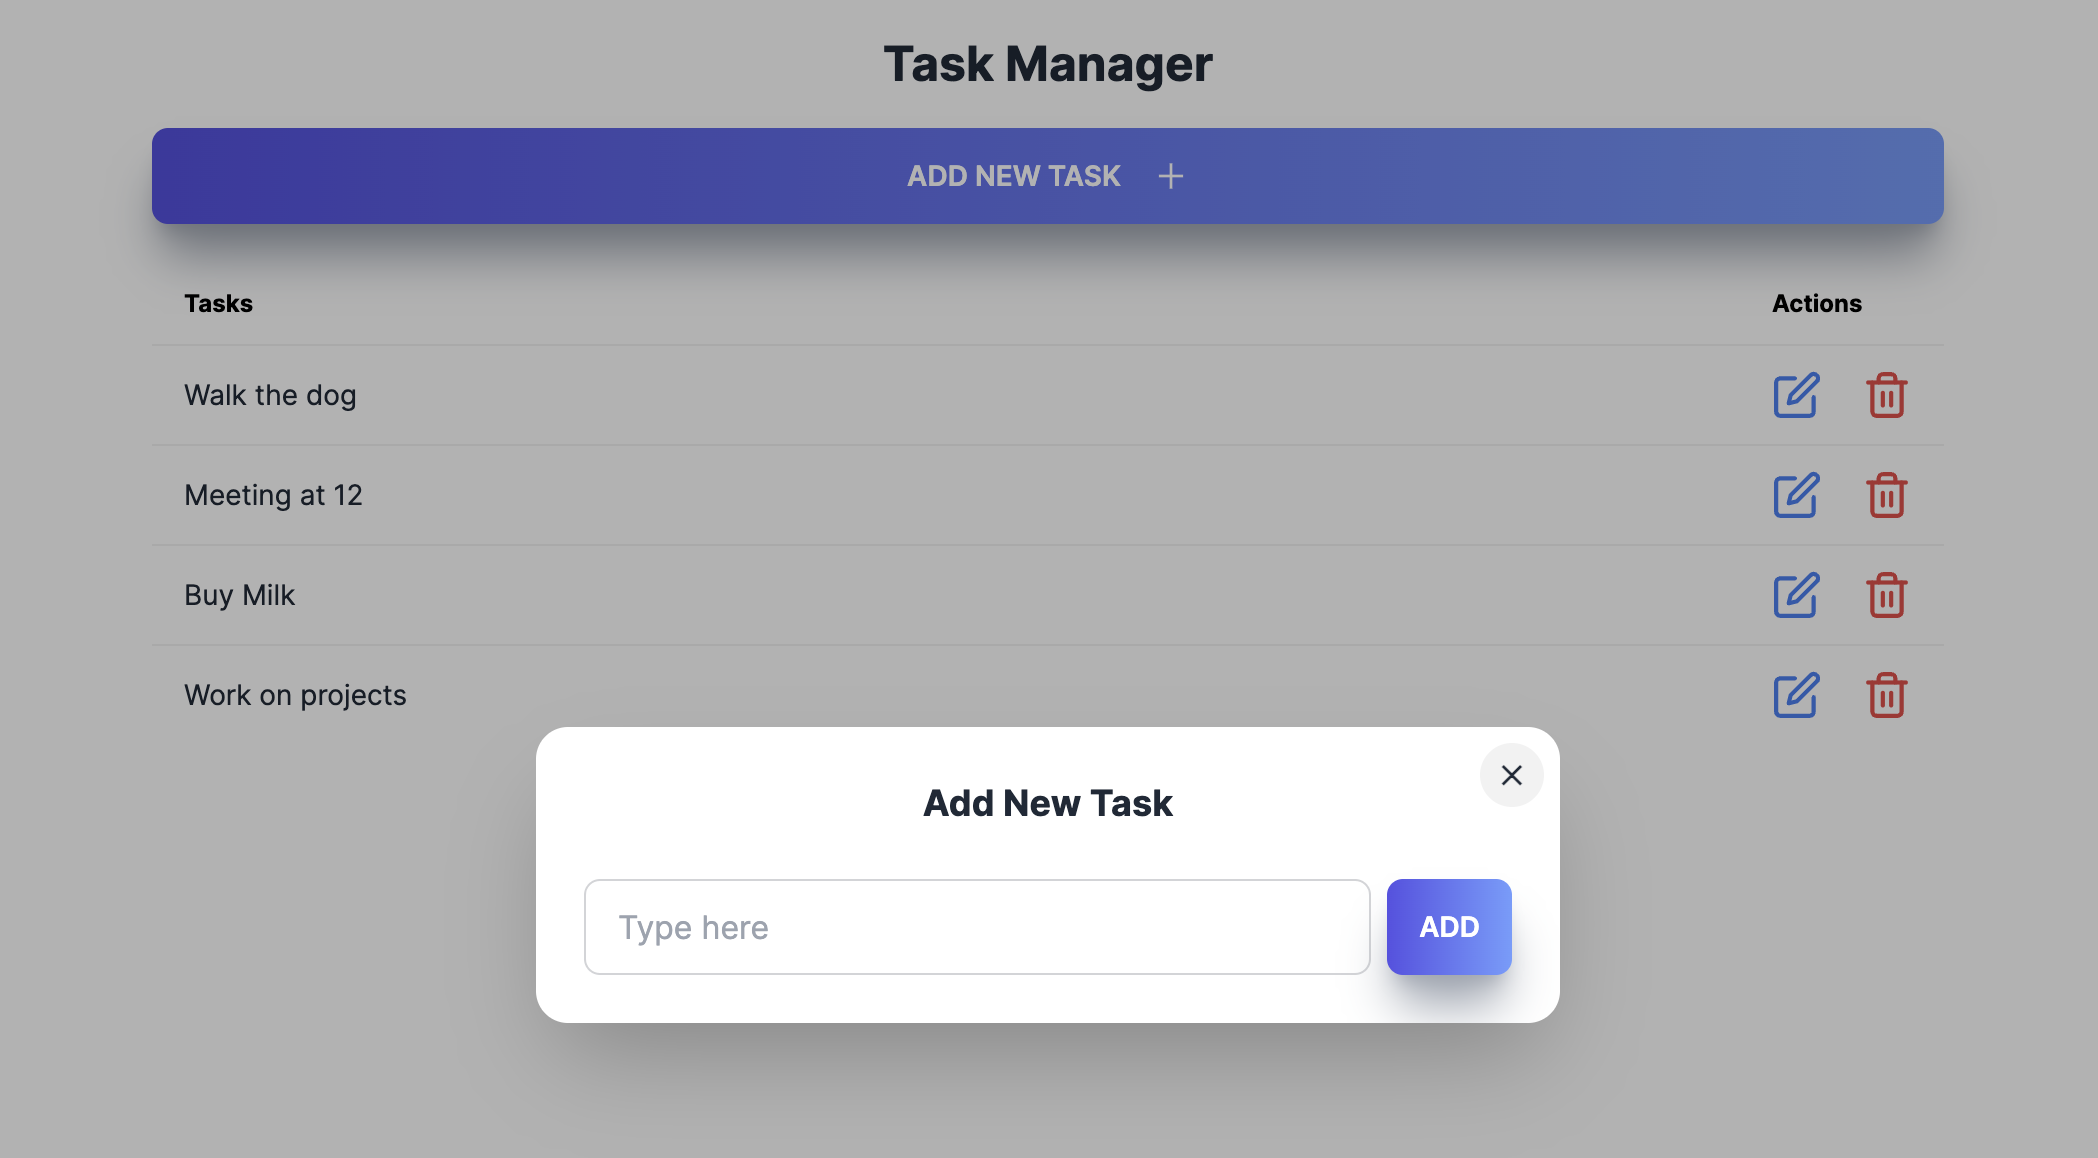 Task Manager
ADD NEW TASK +
Tasks Actions
Walk the dog
Meeting at 12
Buy Milk
Work on projects
Add New Task
Type here ADD